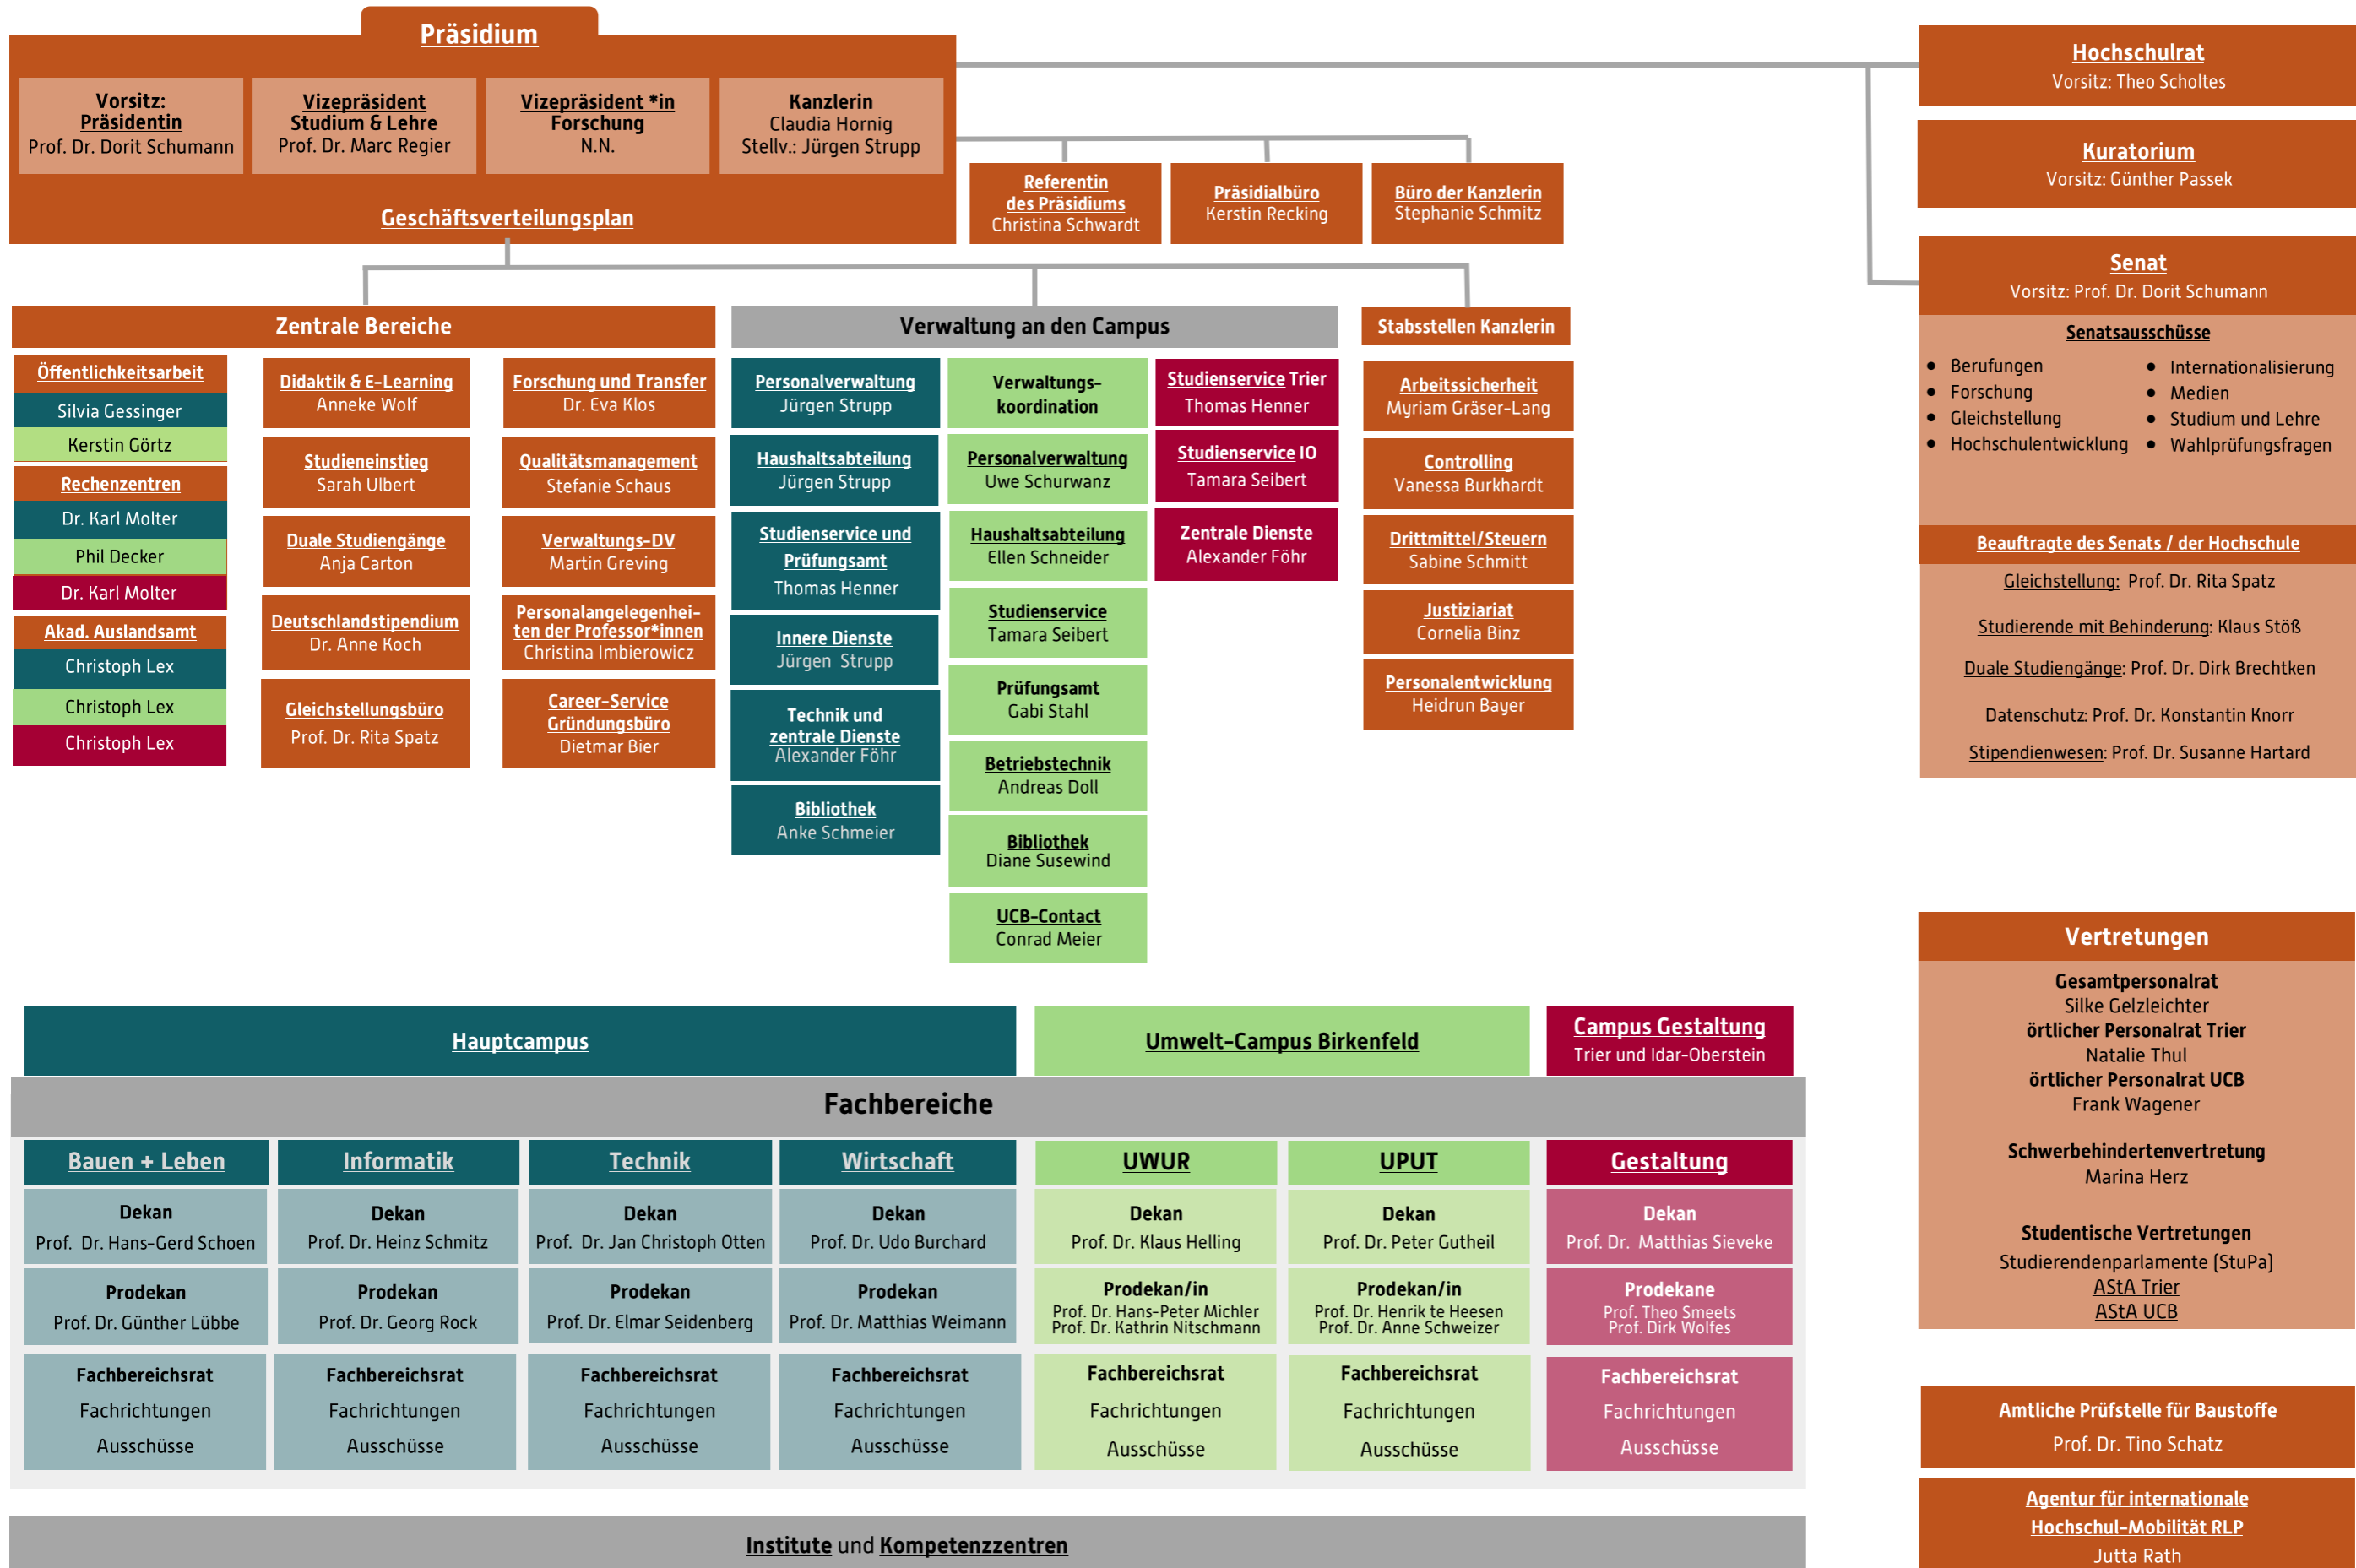 Präsidium
Vorsitz:
Präsidentin
Prof. Dr. Dorit Schumann
Vizepräsident
Studium & Lehre
Prof. Dr. Marc Regier
Vizepräsident *in
Forschung
N.N.
Kanzlerin
Claudia Hornig
Stellv.: Jürgen Strupp
Geschäftsverteilungsplan
Referentin
des Präsidiums
Christina Schwardt
Präsidialbüro
Kerstin Recking
Büro der Kanzlerin
Stephanie Schmitz
Hochschulrat
Vorsitz: Theo Scholtes
Kuratorium
Vorsitz: Günther Passek
Senat
Vorsitz: Prof. Dr. Dorit Schumann
Senatsausschüsse
• Berufungen
• Forschung
• Gleichstellung
• Hochschulentwicklung
• Internationalisierung
• Medien
• Studium und Lehre
• Wahlprüfungsfragen
Beauftragte des Senats / der Hochschule
Gleichstellung: Prof. Dr. Rita Spatz
Studierende mit Behinderung: Klaus Stöß
Duale Studiengänge: Prof. Dr. Dirk Brechtken
Datenschutz: Prof. Dr. Konstantin Knorr
Stipendienwesen: Prof. Dr. Susanne Hartard
Zentrale Bereiche
Öffentlichkeitsarbeit
Silvia Gessinger
Kerstin Görtz
Rechenzentren
Dr. Karl Molter
Phil Decker
Dr. Karl Molter
Akad. Auslandsamt
Christoph Lex
Christoph Lex
Christoph Lex
Didaktik & E-Learning
Anneke Wolf
Studieneinstieg
Sarah Ulbert
Duale Studiengänge
Anja Carton
Deutschlandstipendium
Dr. Anne Koch
Gleichstellungsbüro
Prof. Dr. Rita Spatz
Forschung und Transfer
Dr. Eva Klos
Qualitätsmanagement
Stefanie Schaus
Verwaltungs-DV
Martin Greving
Personalangelegenhei-
ten der Professor*innen
Christina Imbierowicz
Career-Service
Gründungsbüro
Dietmar Bier
Verwaltung an den Campus
Personalverwaltung
Jürgen Strupp
Haushaltsabteilung
Jürgen Strupp
Studienservice und
Prüfungsamt
Thomas Henner
Innere Dienste
Jürgen Strupp
Technik und
zentrale Dienste
Alexander Föhr
Bibliothek
Anke Schmeier
Verwaltungs-
koordination
Personalverwaltung
Uwe Schurwanz
Haushaltsabteilung
Ellen Schneider
Studienservice
Tamara Seibert
Prüfungsamt
Gabi Stahl
Betriebstechnik
Andreas Doll
Bibliothek
Diane Susewind
UCB-Contact
Conrad Meier
Studienservice Trier
Thomas Henner
Studienservice IO
Tamara Seibert
Zentrale Dienste
Alexander Föhr
Stabsstellen Kanzlerin
Arbeitssicherheit
Myriam Gräser-Lang
Controlling
Vanessa Burkhardt
Drittmittel/Steuern
Sabine Schmitt
Justiziariat
Cornelia Binz
Personalentwicklung
Heidrun Bayer
Vertretungen
Gesamtpersonalrat
Silke Gelzleichter
örtlicher Personalrat Trier
Natalie Thul
örtlicher Personalrat UCB
Frank Wagener
Schwerbehindertenvertretung
Marina Herz
Studentische Vertretungen
Studierendenparlamente (StuPa)
AStA Trier
AStA UCB
Hauptcampus
Umwelt-Campus Birkenfeld
Campus Gestaltung
Trier und Idar-Oberstein
Fachbereiche
Bauen + Leben
Dekan
Prof. Dr. Hans-Gerd Schoen
Prodekan
Prof. Dr. Günther Lübbe
Fachbereichsrat
Fachrichtungen
Ausschüsse
Informatik
Dekan
Prof. Dr. Heinz Schmitz
Prodekan
Prof. Dr. Georg Rock
Fachbereichsrat
Fachrichtungen
Ausschüsse
Technik
Dekan
Prof. Dr. Jan Christoph Otten
Prodekan
Prof. Dr. Elmar Seidenberg
Fachbereichsrat
Fachrichtungen
Ausschüsse
Wirtschaft
Dekan
Prof. Dr. Udo Burchard
Prodekan
Prof. Dr. Matthias Weimann
Fachbereichsrat
Fachrichtungen
Ausschüsse
UWUR
Dekan
Prof. Dr. Klaus Helling
Prodekan/in
Prof. Dr. Hans-Peter Michler
Prof. Dr. Kathrin Nitschmann
Fachbereichsrat
Fachrichtungen
Ausschüsse
UPUT
Dekan
Prof. Dr. Peter Gutheil
Prodekan/in
Prof. Dr. Henrik te Heesen
Prof. Dr. Anne Schweizer
Fachbereichsrat
Fachrichtungen
Ausschüsse
Gestaltung
Dekan
Prof. Dr. Matthias Sieveke
Prodekane
Prof. Theo Smeets
Prof. Dirk Wolfes
Fachbereichsrat
Fachrichtungen
Ausschüsse
Amtliche Prüfstelle für Baustoffe
Prof. Dr. Tino Schatz
Agentur für internationale
Hochschul-Mobilität RLP
Jutta Rath
Institute und Kompetenzzentren